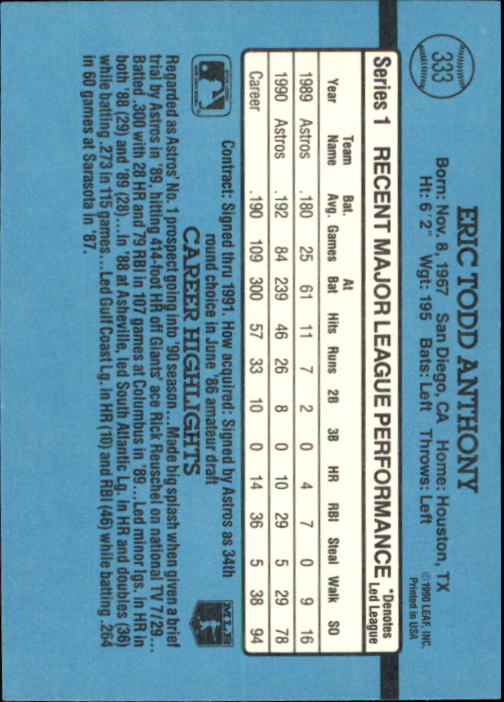 333
ERIC TODD ANTHONY
Born: Nov. 8, 1967 San Diego, CA Home: Houston, TX
Ht: 6' 2" Wgt: 195 Bats: Left Throws: Left
©1990 LEAF, INC.
Printed in USA
Series 1 RECENT MAJOR LEAGUE PERFORMANCE *Denotes Led League
Year Team Name Bat. Avg. Games At Bat Hits Runs 2B 3B HR RBI Steal Walk SO
1989 Astros .180 25 61 11 7 2 0 4 7 0 9 16
1990 Astros .192 84 239 46 26 8 0 10 29 5 29 78
Career .190 109 300 57 33 10 0 14 36 5 38 94
Contract: Signed thru 1991. How acquired: Signed by Astros as 34th
round choice in June '86 amateur draft
CAREER HIGHLIGHTS
MLB
Regarded as Astros' No. 1 prospect going into '90 season...Made big splash when given a brief
trial by Astros in '89, hitting 414-foot HR off Giants' ace Rick Reuschel on national TV 7/29...
Batted .300 with 28 HR and 79 RBI in 107 games at Columbus in '89...Led minor lgs. in HR in
both '88 (29) and '89 (28)...In '88 at Asheville, led South Atlantic Lg. in HR and doubles (36)
while batting .273 in 115 games...Led Gulf Coast Lg. in HR (10) and RBI (46) while batting .264
in 60 games at Sarasota in '87.